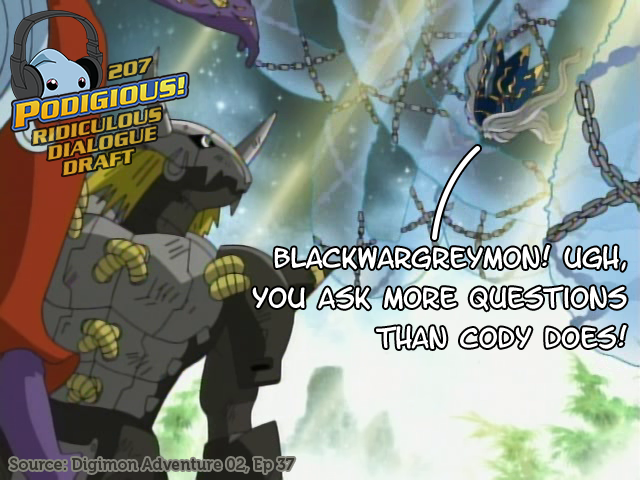 207
PODIGIOUS!
RIDICULOUS
DIALOGUE
DRAFT
BLACKWARGREYMON! UGH,
YOU ASK MORE QUESTIONS
THAN CODY DOES!
Source: Digimon Adventure 02, Ep 37